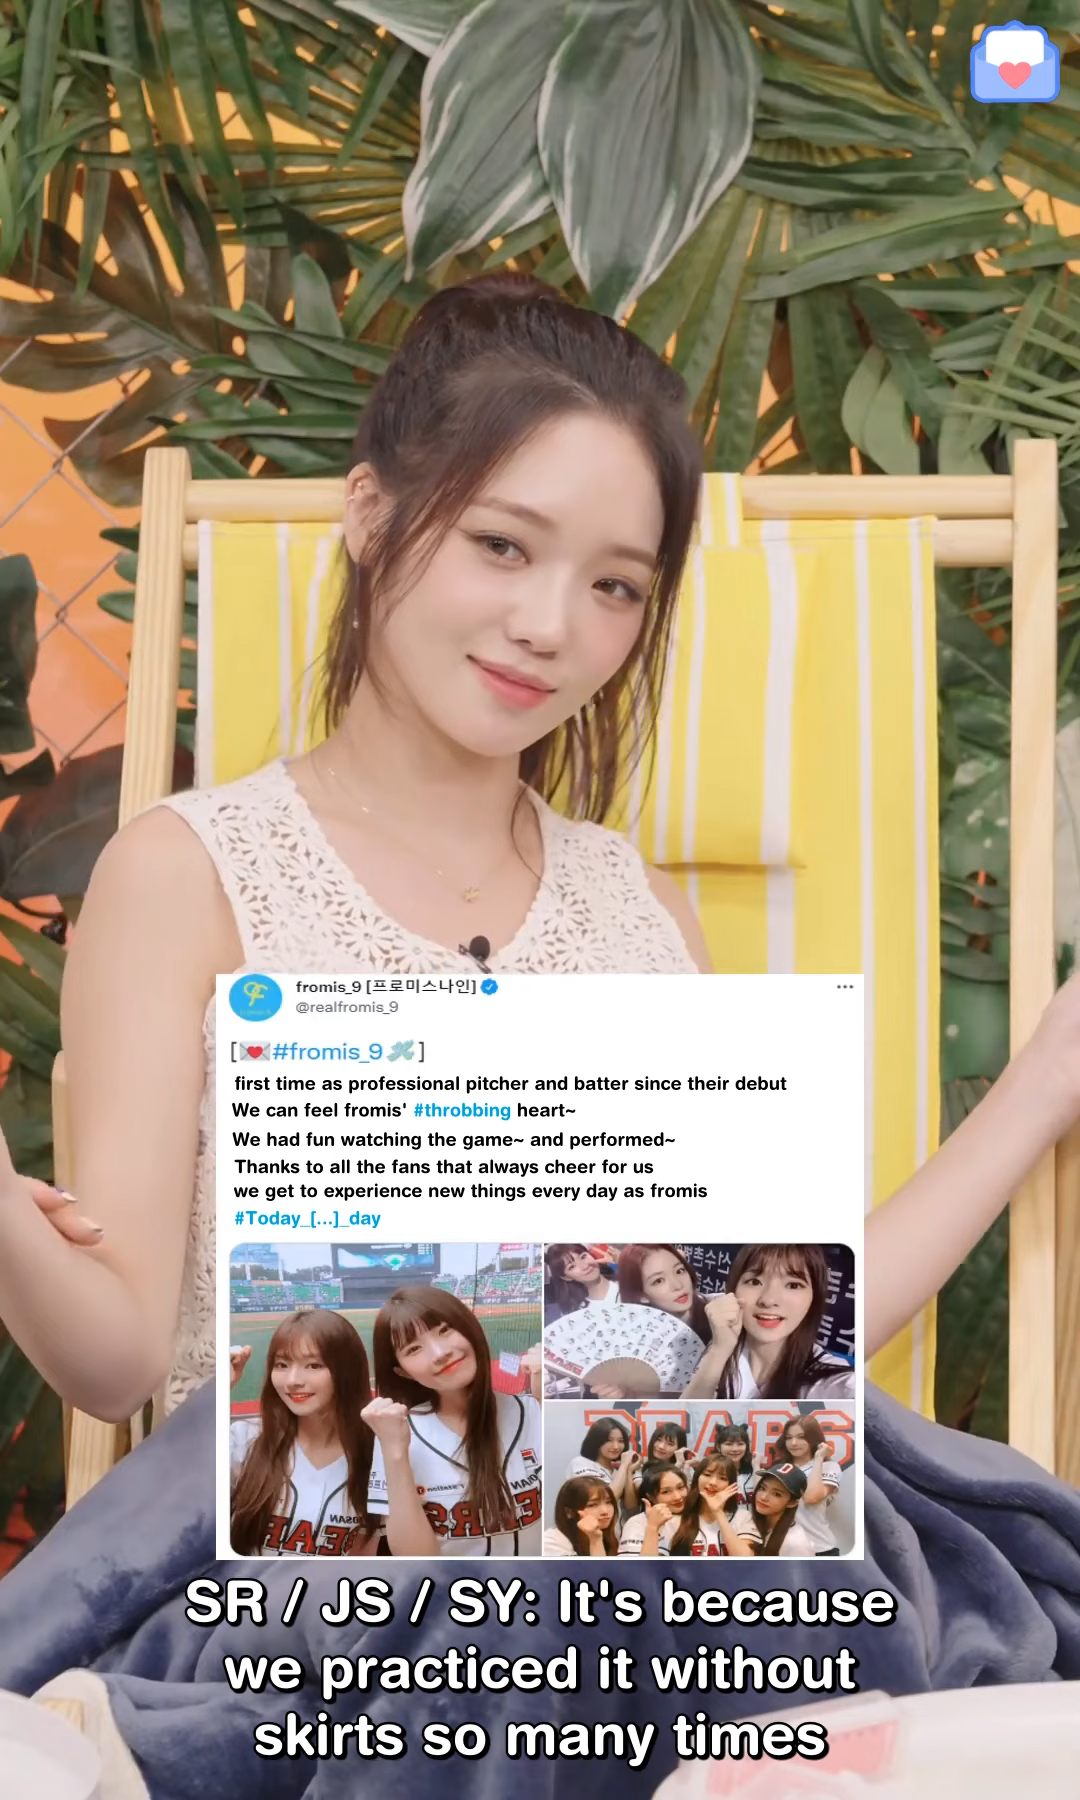 fromis_9 [프로미스나인]
@realfromis_9
[#fromis_9]
first time as professional pitcher and batter since their debut
We can feel fromis' #throbbing heart~
We had fun watching the game~ and performed~
Thanks to all the fans that always cheer for us
we get to experience new things every day as fromis
#Today_[...]_day
BEARS
D
SR / JS / SY: It's because
we practiced it without
skirts so many times